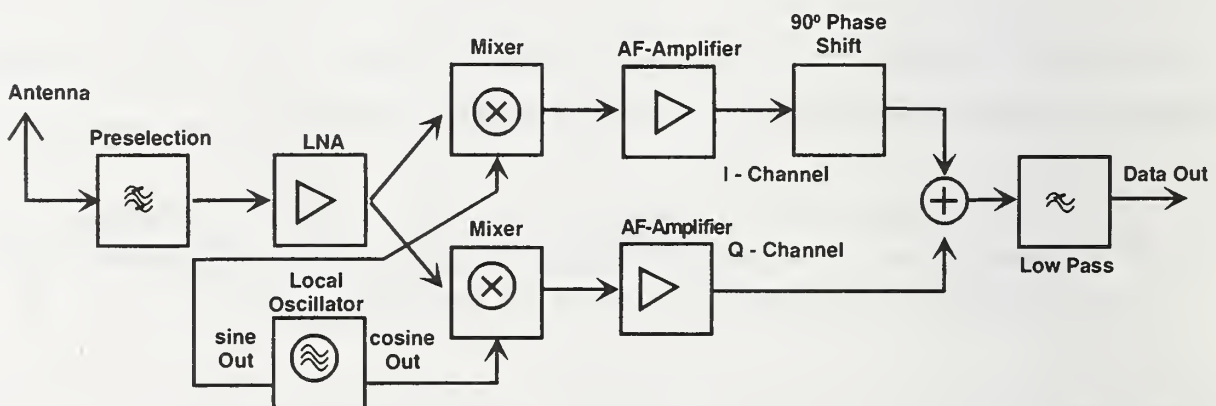 Antenna
Preselection
LNA
Mixer
AF-Amplifier
90º Phase
Shift
I - Channel
Mixer
AF-Amplifier
Q - Channel
Local
Oscillator
sine
Out
cosine
Out
Low Pass
Data Out